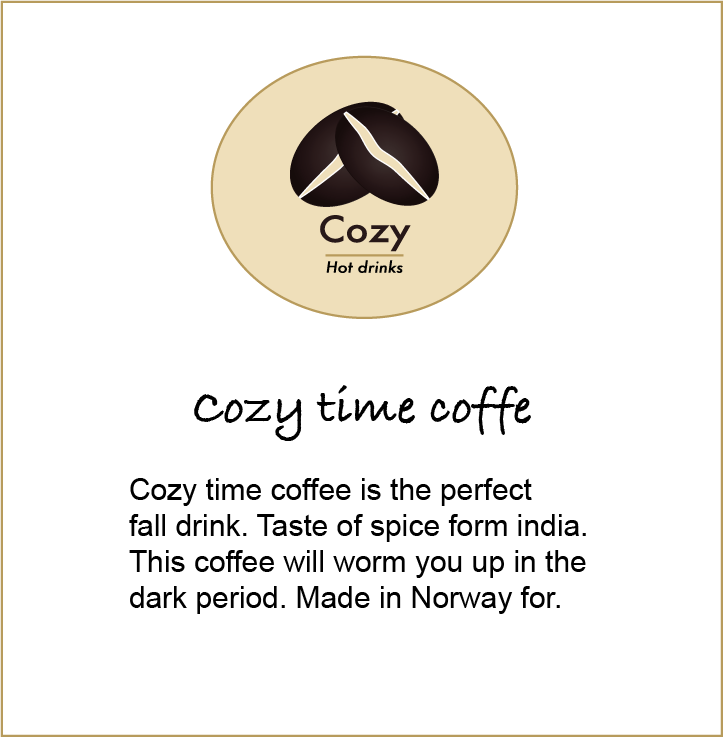 Cozy
Hot drinks
Cozy time coffe
Cozy time coffee is the perfect
fall drink. Taste of spice form india.
This coffee will worm you up in the
dark period. Made in Norway for.